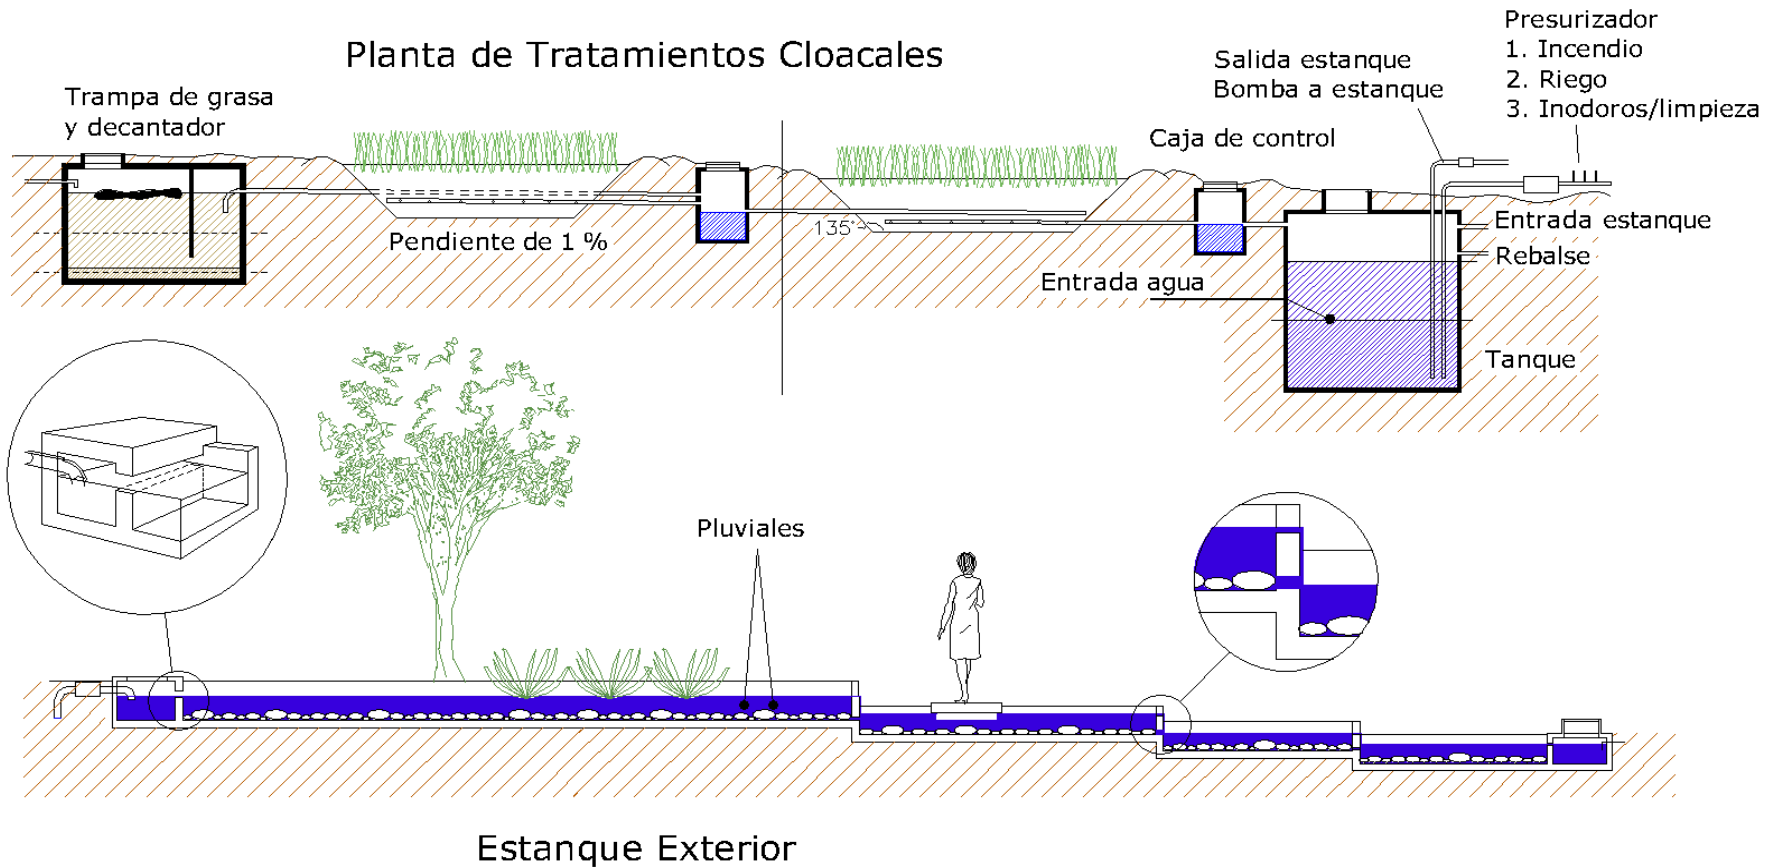 Planta de Tratamientos Cloacales
Trampa de grasa
y decantador
Salida estanque
Bomba a estanque
Presurizador
1. Incendio
2. Riego
3. Inodoros/limpieza
Caja de control
Pendiente de 1 %
135°
Entrada estanque
Rebalse
Entrada agua
Tanque
Pluviales
Estanque Exterior